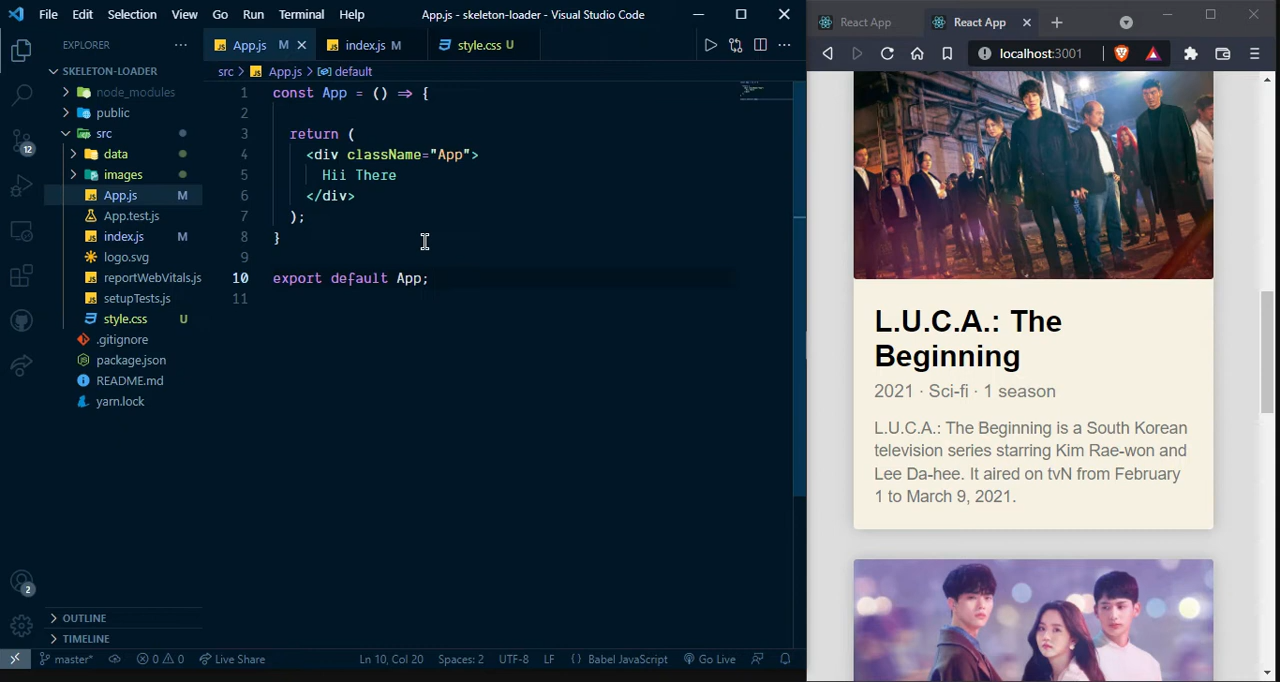 File Edit Selection View Go Run Terminal Help App.js - skeleton-loader - Visual Studio Code
EXPLORER
SKELETON-LOADER
node_modules
public
src
data
images
App.js M
App.test.js
index.js M
logo.svg
reportWebVitals.js
setupTests.js
style.css U
.gitignore
package.json
README.md
yarn.lock
12
2
OUTLINE
TIMELINE
App.js M
index.js M
style.css U
src > App.js > default
1 const App = () => {
2
3 return (
4 <div className="App">
5 Hii There
6 </div>
7 );
8 }
9
10 export default App;
11
master* 0 0 Live Share Ln 10, Col 20 Spaces: 2 UTF-8 LF Babel JavaScript Go Live
React App
React App
localhost:3001
L.U.C.A.: The
Beginning
2021 · Sci-fi · 1 season
L.U.C.A.: The Beginning is a South Korean
television series starring Kim Rae-won and
Lee Da-hee. It aired on tvN from February
1 to March 9, 2021.